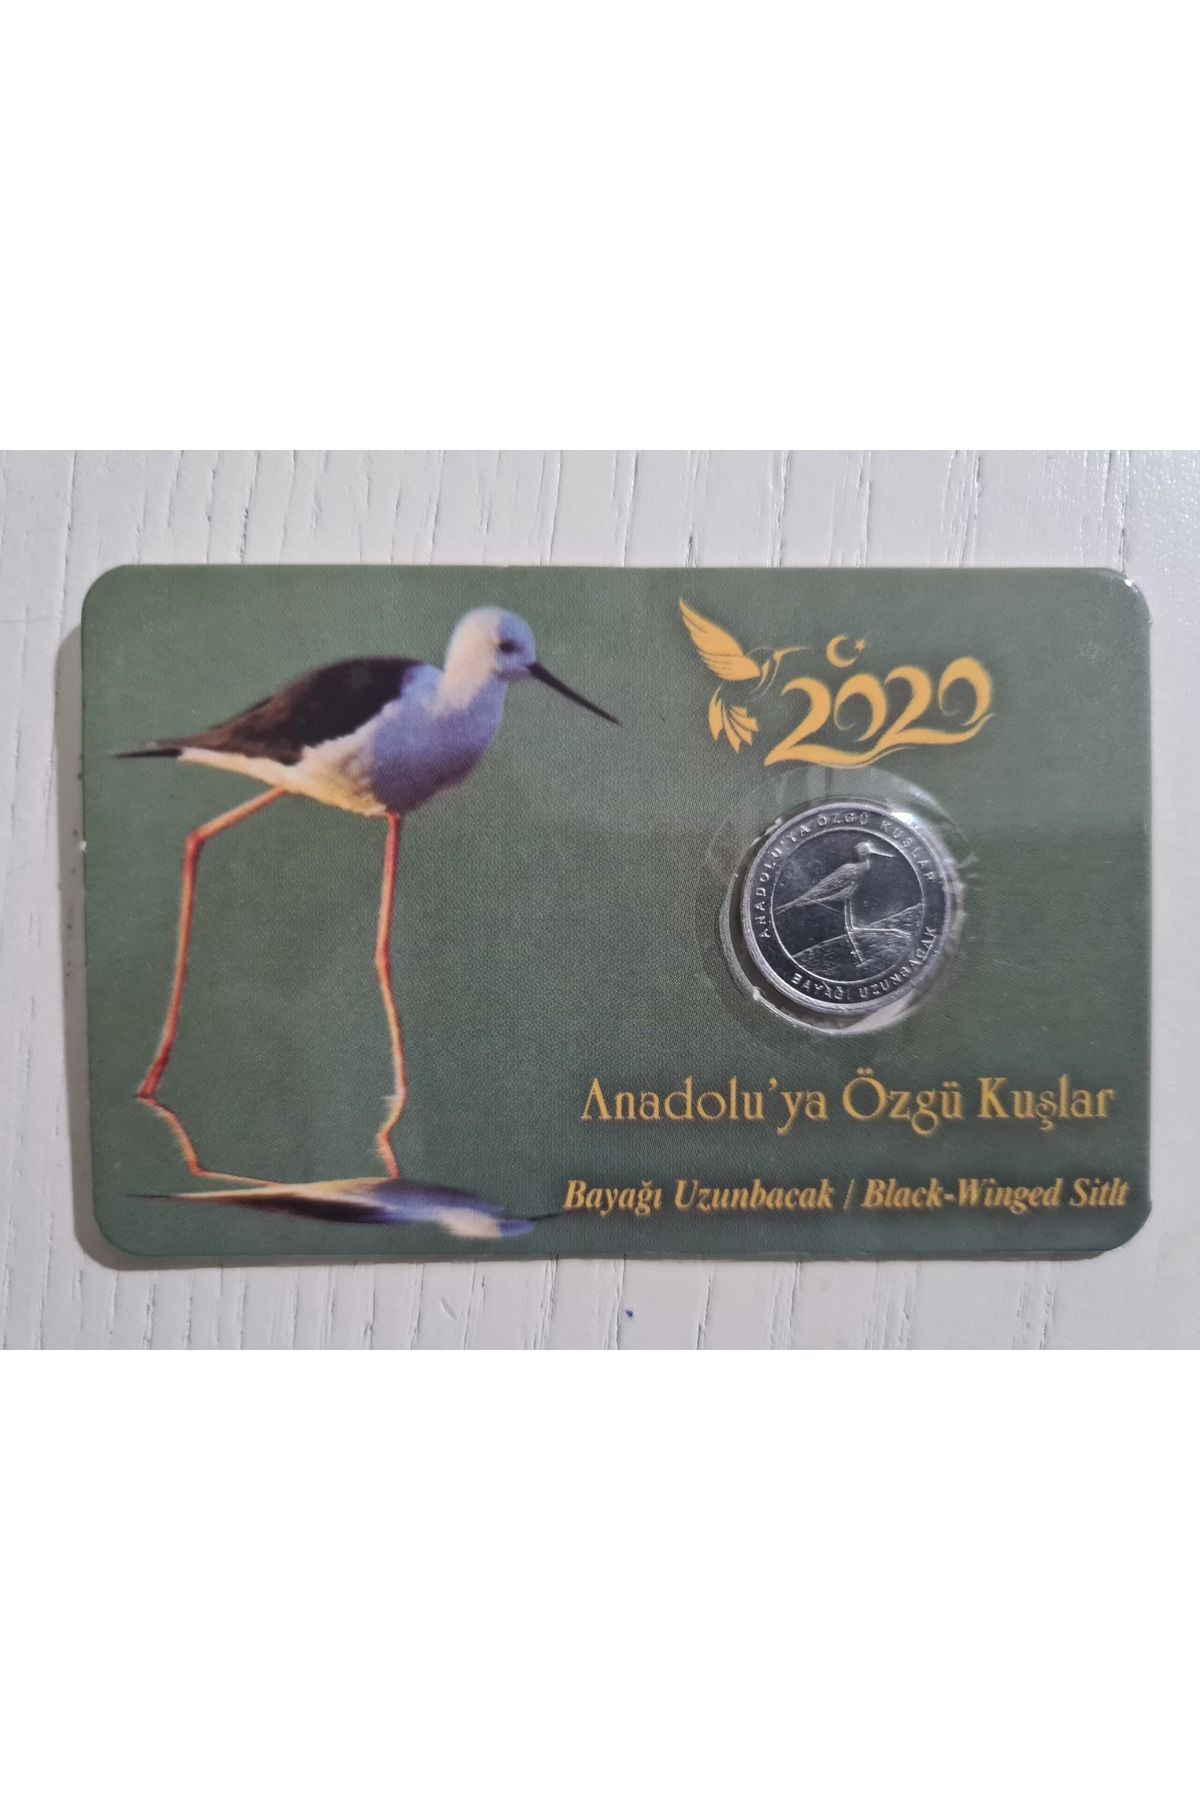 2020
ANADOLU'YA ÖZGÜ KUŞLAR
BAYAĞI UZUNBACAK
Anadolu'ya Özgü Kuşlar
Bayağı Uzunbacak / Black-Winged Sitlt